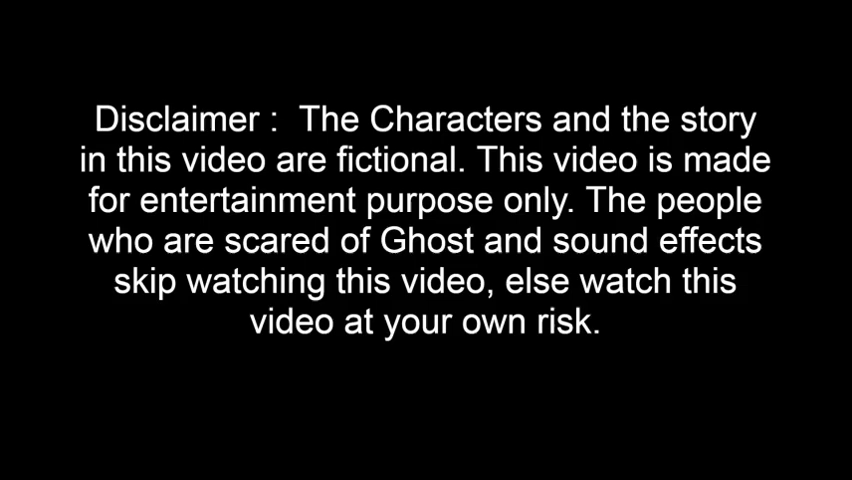 Disclaimer :  The Characters and the story
in this video are fictional. This video is made
for entertainment purpose only. The people
who are scared of Ghost and sound effects
skip watching this video, else watch this
video at your own risk.